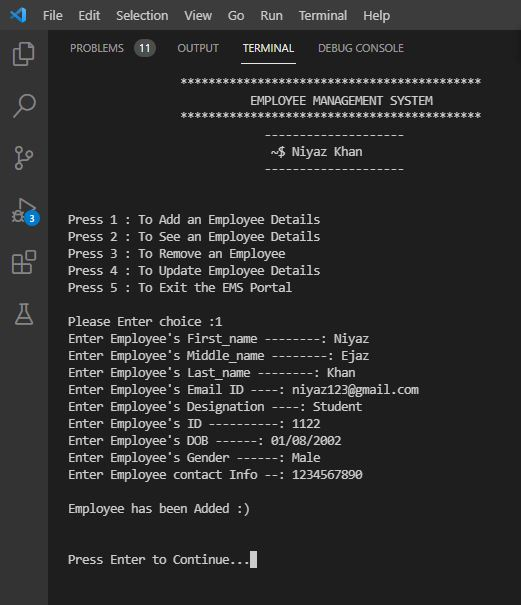 File Edit Selection View Go Run Terminal Help
PROBLEMS 11 OUTPUT TERMINAL DEBUG CONSOLE
*******************************************
EMPLOYEE MANAGEMENT SYSTEM
*******************************************
--------------------
~$ Niyaz Khan
--------------------
Press 1 : To Add an Employee Details
Press 2 : To See an Employee Details
Press 3 : To Remove an Employee
3
Press 4 : To Update Employee Details
Press 5 : To Exit the EMS Portal
Please Enter choice :1
Enter Employee's First_name --------: Niyaz
Enter Employee's Middle_name --------: Ejaz
Enter Employee's Last_name --------: Khan
Enter Employee's Email ID ----: niyaz123@gmail.com
Enter Employee's Designation ----: Student
Enter Employee's ID ----------: 1122
Enter Employee's DOB ------: 01/08/2002
Enter Employee's Gender ------: Male
Enter Employee contact Info --: 1234567890
Employee has been Added :)
Press Enter to Continue...